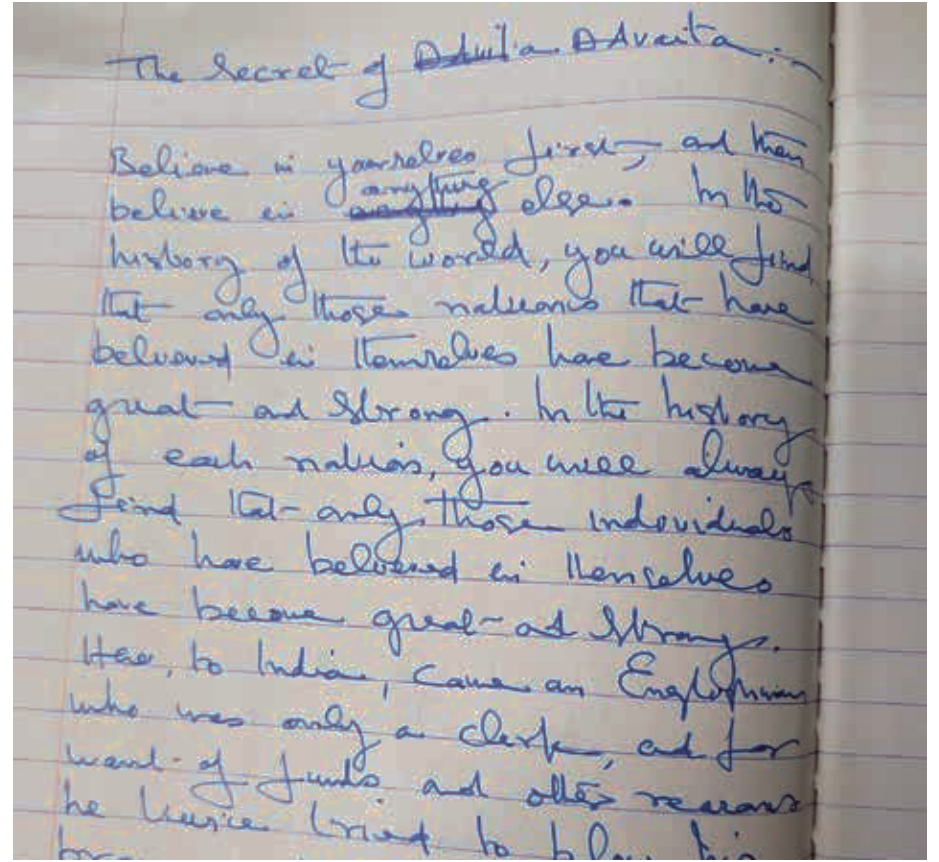 The secret of Advaita. Advaita.-
Believe in yourselves first, and then
believe in anything else. In the
history of the world, you will find
that only those nations that have
believed in themselves have become
great and strong. In the history
of each nation, you will always
find that only those individuals
who have believed in themselves
have become great and strong.
Here, to India, came an Englishman
who was only a clerk, and for
want of funds and other reasons
he twice tried to blow his